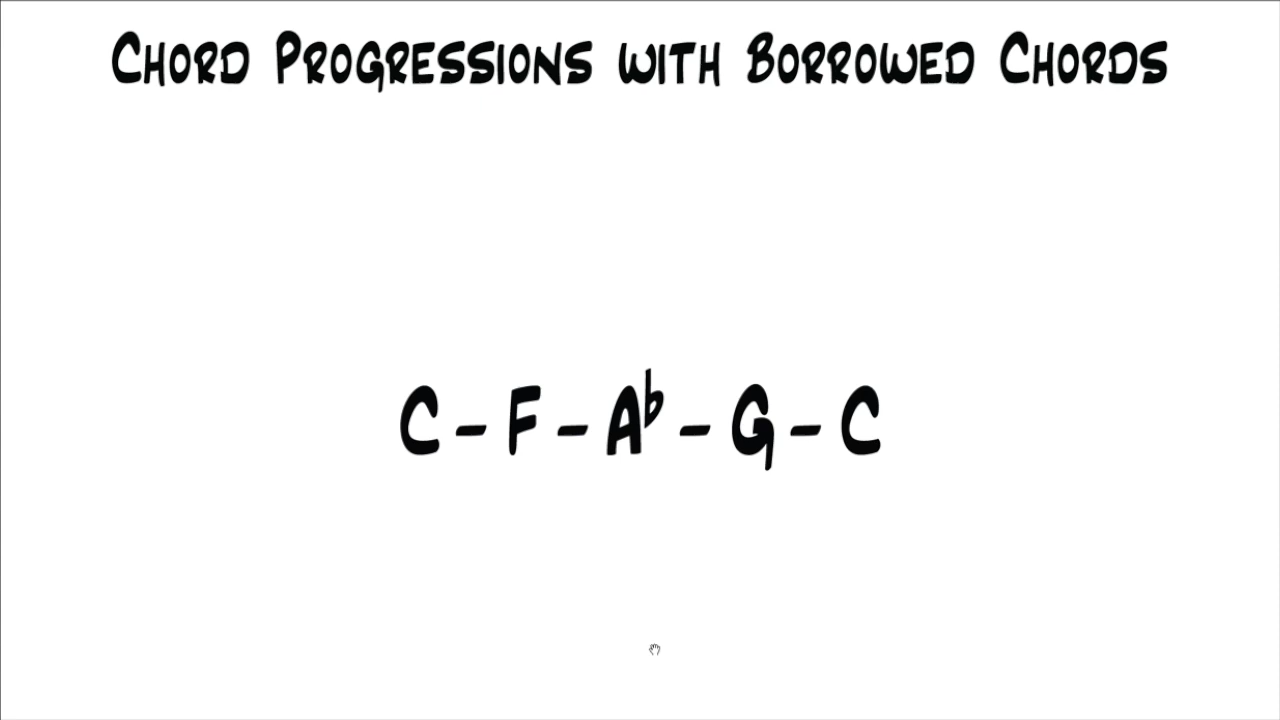 Chord Progressions with Borrowed Chords
C - F - A♭ - G - C